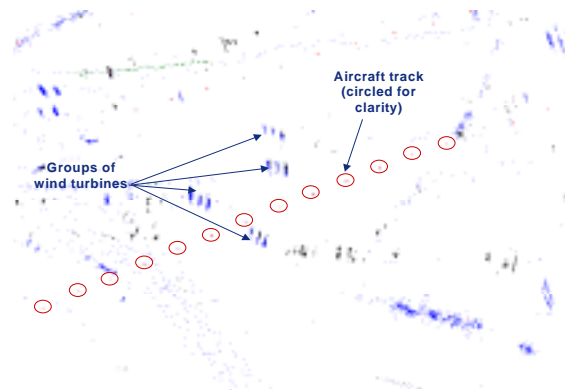 Aircraft track
(circled for
clarity)
Groups of
wind turbines